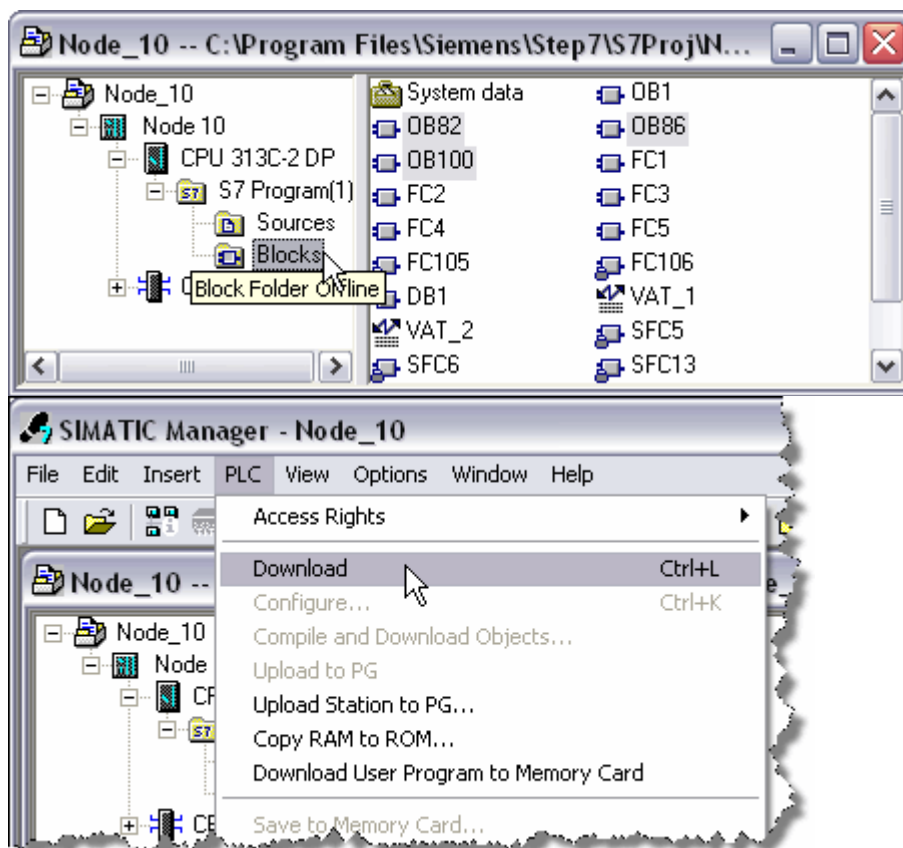 Node_10 -- C:\Program Files\Siemens\Step7\S7Proj\N...
Node_10
Node 10
CPU 313C-2 DP
S7 Program(1)
Sources
Blocks
Block Folder Offline
System data
OB1
OB82
OB86
OB100
FC1
FC2
FC3
FC4
FC5
FC105
FC106
DB1
VAT_1
VAT_2
SFC5
SFC6
SFC13
SIMATIC Manager - Node_10
File Edit Insert PLC View Options Window Help
Access Rights
Download Ctrl+L
Configure... Ctrl+K
Compile and Download Objects...
Upload to PG
Upload Station to PG...
Copy RAM to ROM...
Download User Program to Memory Card
Save to Memory Card...
Node_10 --
Node_10
Node
S7